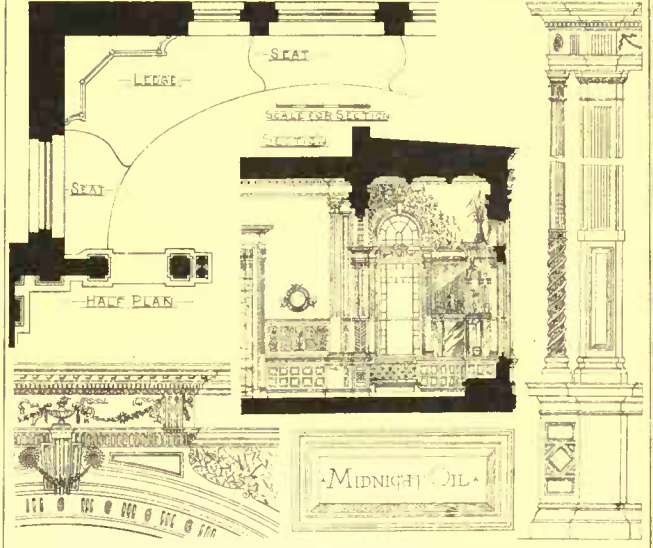 SEAT
LEDGE
SCALE FOR SECTION
SECTION
SEAT
HALF PLAN
MIDNIGHT OIL